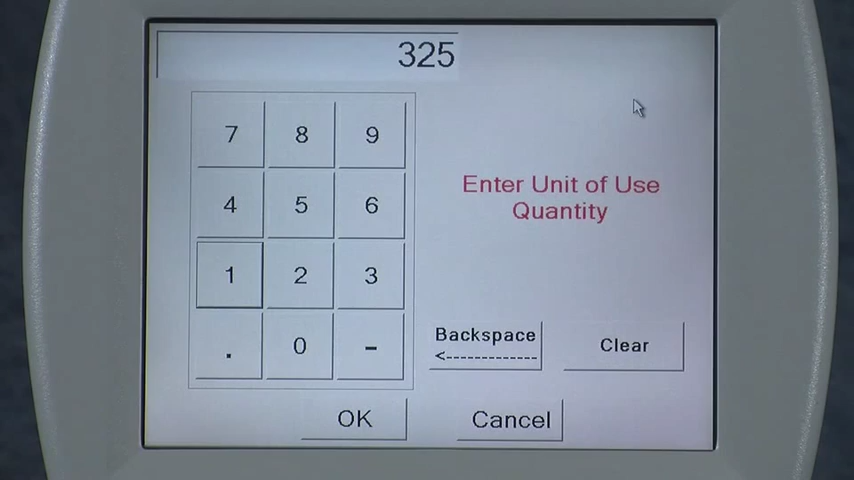 325
7 8 9
4 5 6
1 2 3
. 0 -
Enter Unit of Use
Quantity
Backspace
<-------------
Clear
OK
Cancel